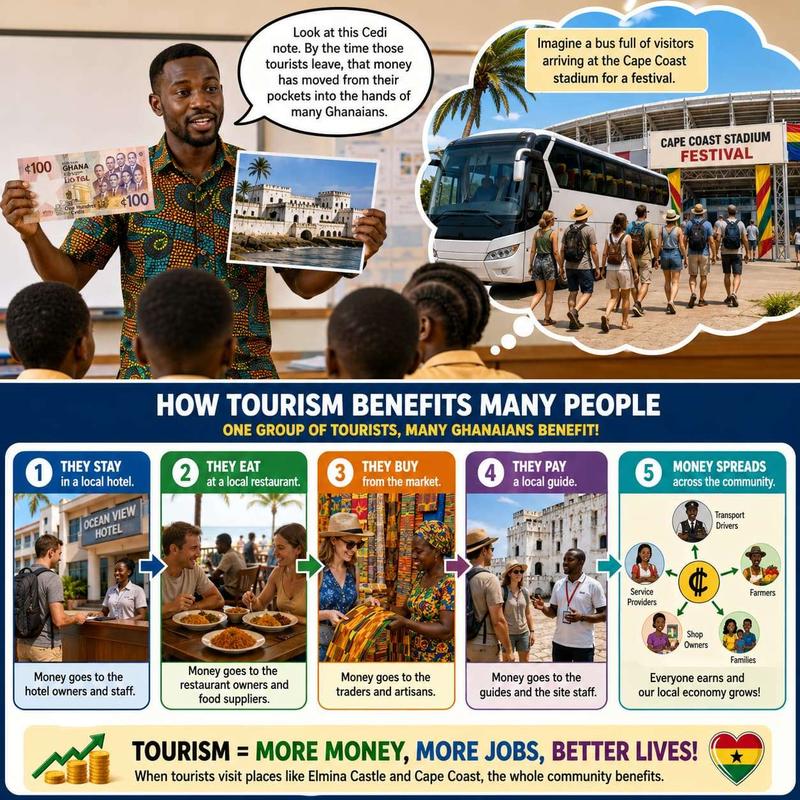 Look at this Cedi
note. By the time those
tourists leave, that money
has moved from their
pockets into the hands of
many Ghanaians.
Imagine a bus full of visitors
arriving at the Cape Coast
stadium for a festival.
₵100
GHANA
₵100
CAPE COAST STADIUM
FESTIVAL
HOW TOURISM BENEFITS MANY PEOPLE
ONE GROUP OF TOURISTS, MANY GHANAIANS BENEFIT!
1 THEY STAY
in a local hotel.
OCEAN VIEW
HOTEL
Money goes to the
hotel owners and staff.
2 THEY EAT
at a local restaurant.
Money goes to the
restaurant owners and
food suppliers.
3 THEY BUY
from the market.
Money goes to the
traders and artisans.
4 THEY PAY
a local guide.
Money goes to the
guides and the site staff.
5 MONEY SPREADS
across the community.
Transport
Drivers
Service
Providers
₵
Farmers
Shop
Owners
Families
Everyone earns and
our local economy grows!
TOURISM = MORE MONEY, MORE JOBS, BETTER LIVES!
When tourists visit places like Elmina Castle and Cape Coast, the whole community benefits.